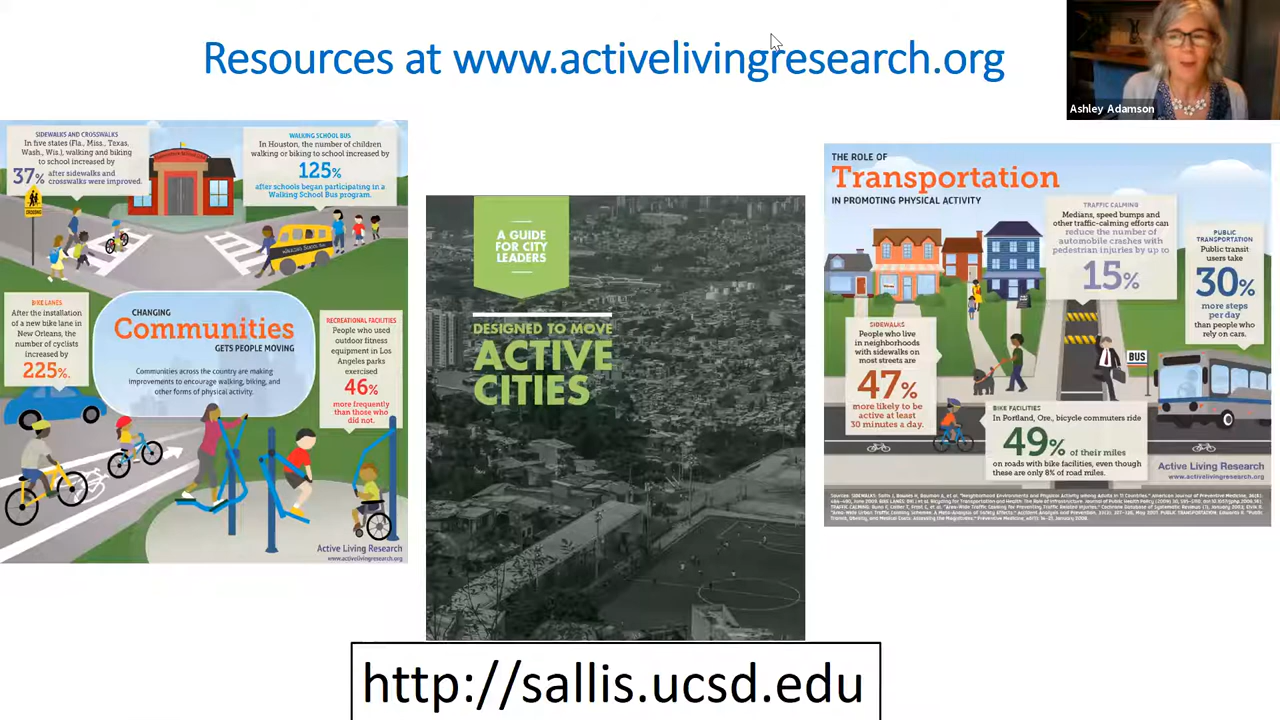 Resources at www.activelivingresearch.org
Ashley Adamson
SIDEWALKS AND CROSSWALKS
In five states (Fla., Miss., Texas,
Wash., Wis.), walking and biking
to school increased by
37% after sidewalks and
crosswalks were improved.
WALKING SCHOOL BUS
In Houston, the number of children
walking or biking to school increased by
125%
after schools began participating in a
Walking School Bus program.
BIKE LANES
After the installation
of a new bike lane in
New Orleans, the
number of cyclists
increased by
225%.
CHANGING
Communities
GETS PEOPLE MOVING
Communities across the country are making
improvements to encourage walking, biking, and
other forms of physical activity.
RECREATIONAL FACILITIES
People who used
outdoor fitness
equipment in Los
Angeles parks
exercised
46%
more frequently
than those who
did not.
Active Living Research
www.activelivingresearch.org
A GUIDE
FOR CITY
LEADERS
DESIGNED TO MOVE
ACTIVE
CITIES
THE ROLE OF
Transportation
IN PROMOTING PHYSICAL ACTIVITY
TRAFFIC CALMING
Medians, speed bumps and
other traffic-calming efforts can
reduce the number of
automobile crashes with
pedestrian injuries by up to
15%
PUBLIC
TRANSPORTATION
Public transit
users take
30%
more steps
per day
than people who
rely on cars.
SIDEWALKS
People who live
in neighborhoods
with sidewalks on
most streets are
47%
more likely to be
active at least
30 minutes a day.
BUS
BIKE FACILITIES
In Portland, Ore., bicycle commuters ride
49% of their miles
on roads with bike facilities, even though
these are only 8% of road miles.
Active Living Research
www.activelivingresearch.org
http://sallis.ucsd.edu